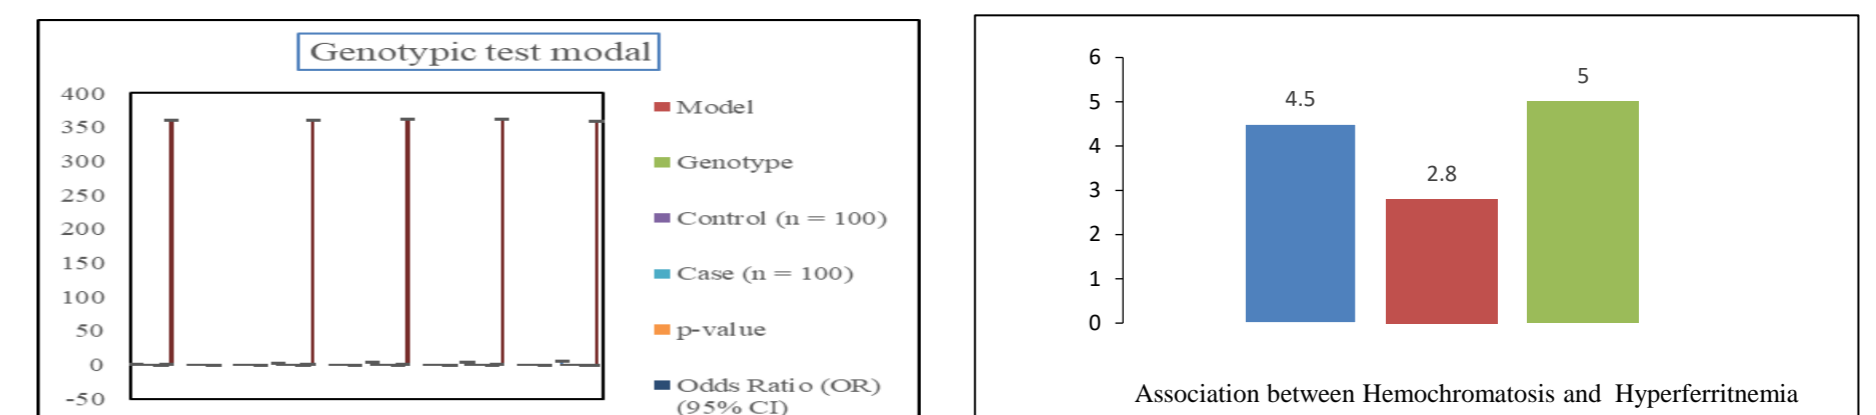 Genotypic test modal
400
350
300
250
200
150
100
50
0
-50
Model
Genotype
Control (n = 100)
Case (n = 100)
p-value
Odds Ratio (OR)
(95% CI)
6
5
4
3
2
1
0
4.5
2.8
5
Association between Hemochromatosis and Hyperferritnemia